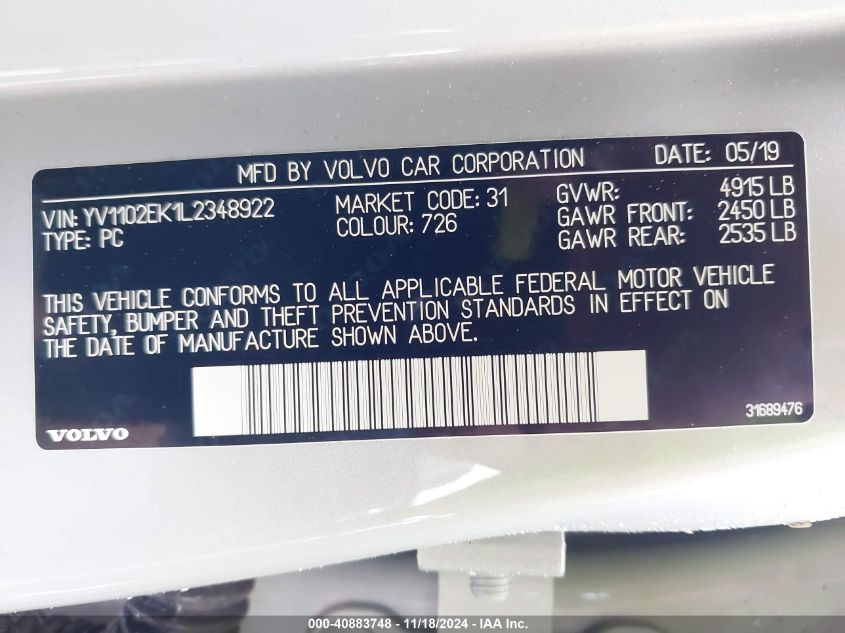 MFD BY VOLVO CAR CORPORATION DATE: 05/19
VIN: YV1102EK1L2348922 MARKET CODE: 31 GVWR: 4915 LB
TYPE: PC COLOUR: 726 GAWR FRONT: 2450 LB
GAWR REAR: 2535 LB
THIS VEHICLE CONFORMS TO ALL APPLICABLE FEDERAL MOTOR VEHICLE
SAFETY, BUMPER AND THEFT PREVENTION STANDARDS IN EFFECT ON
THE DATE OF MANUFACTURE SHOWN ABOVE.
31689476
VOLVO
000-40883748 - 11/18/2024 - IAA Inc.